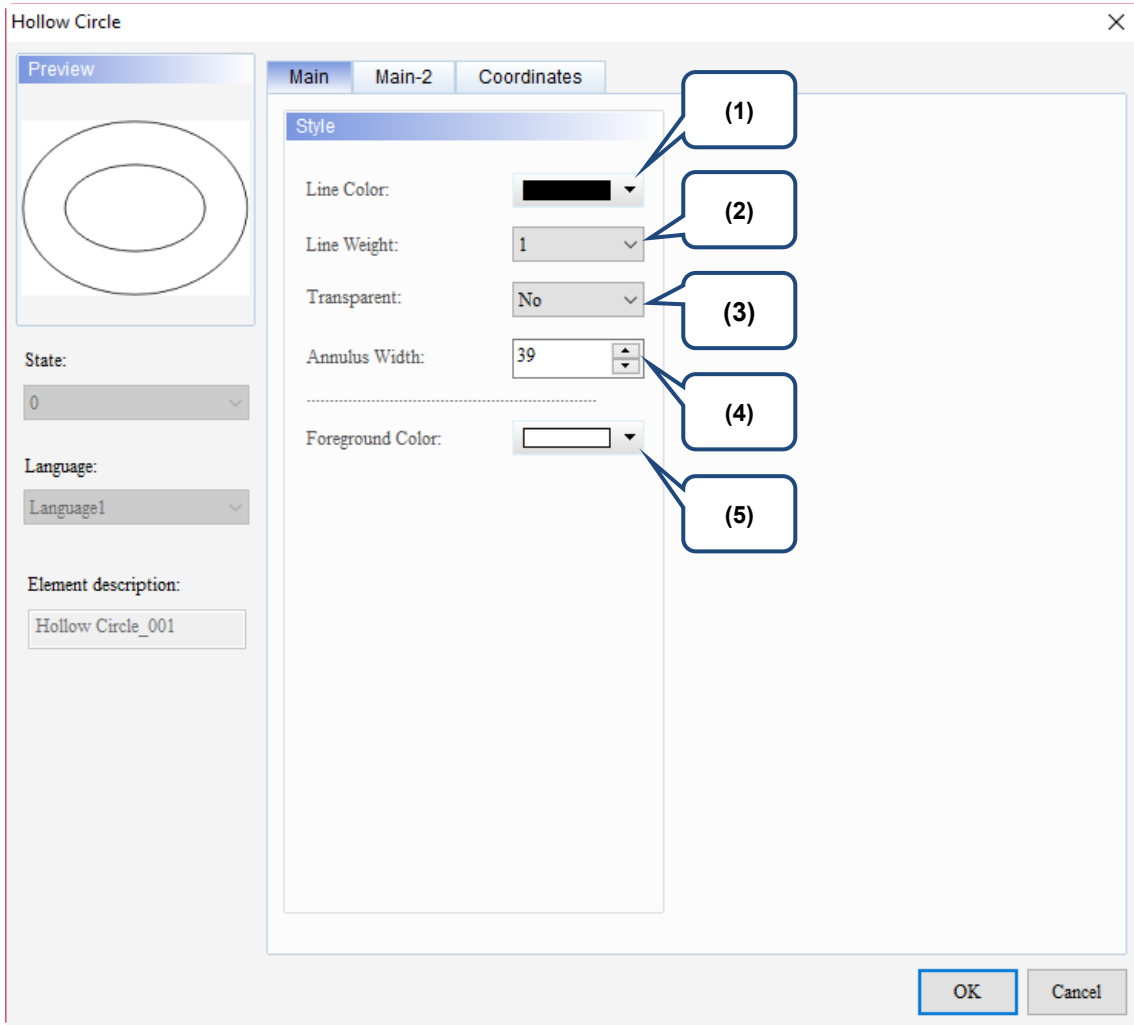 Hollow Circle
Preview
Main Main-2 Coordinates
Style
(1)
Line Color:
(2)
Line Weight: 1
Transparent: No
(3)
Annulus Width: 39
State:
0
(4)
Foreground Color:
Language:
Language1
(5)
Element description:
Hollow Circle_001
OK Cancel